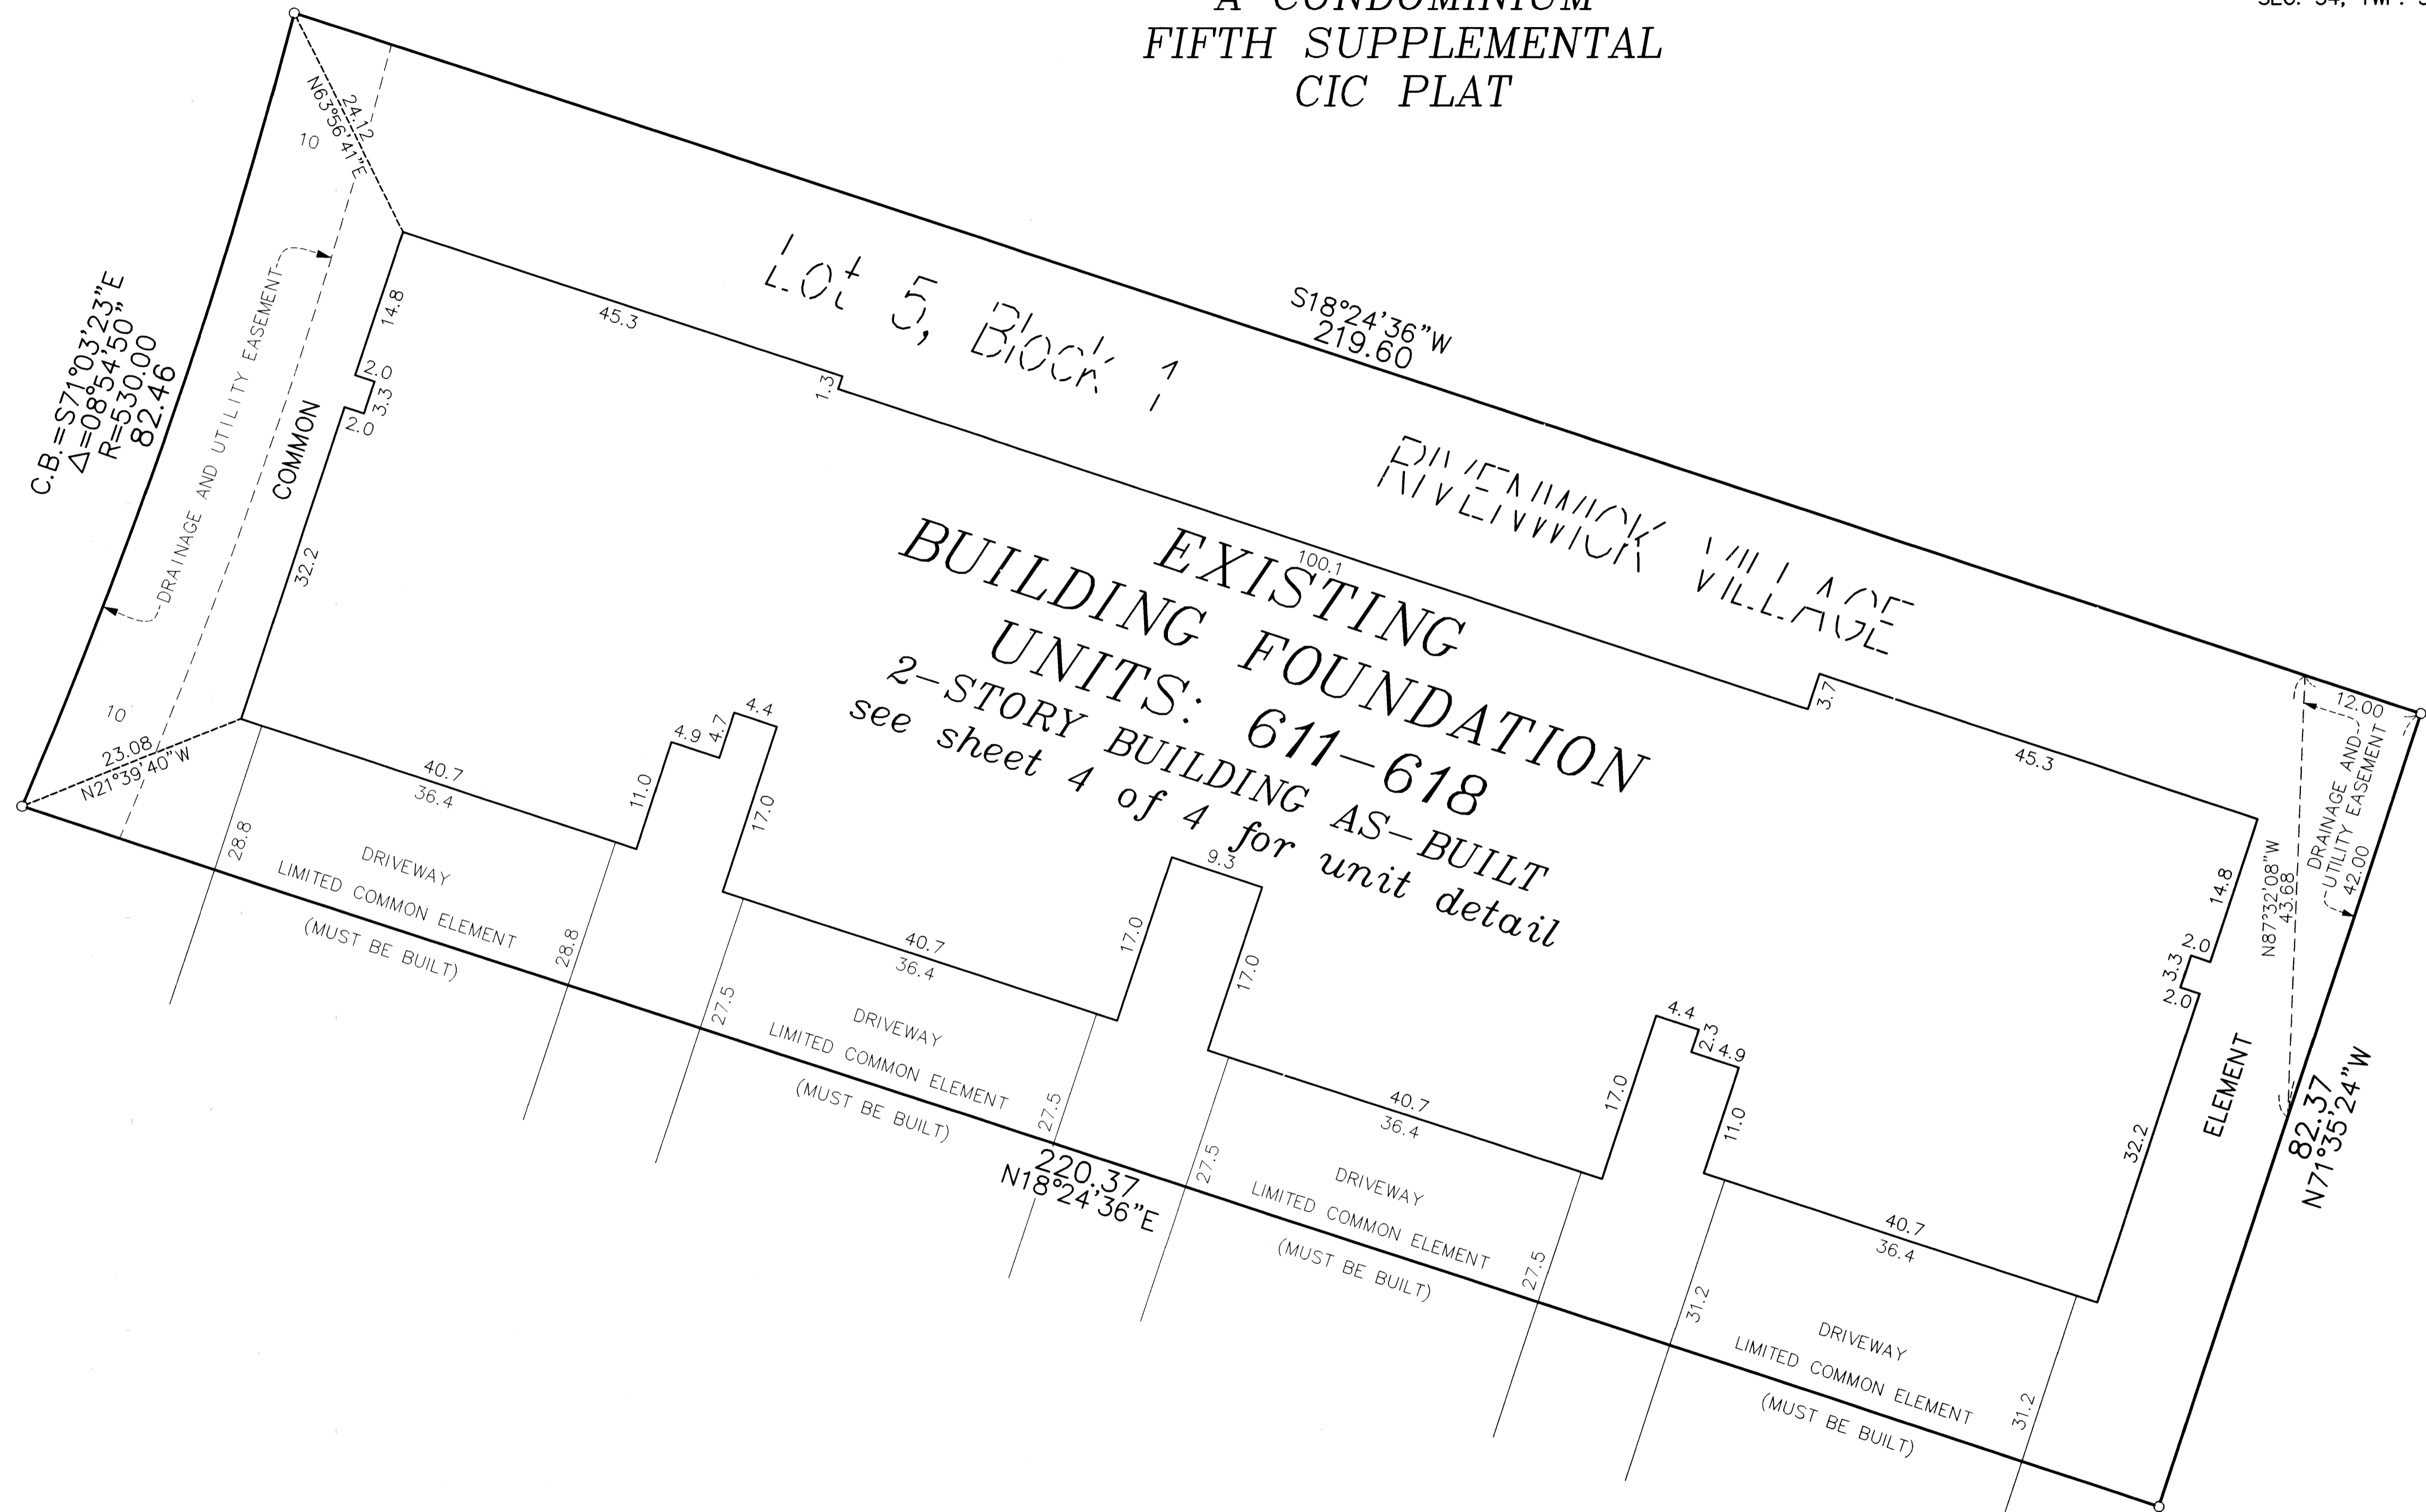 A CONDOMINIUM
FIFTH SUPPLEMENTAL
CIC PLAT
24.12
N63°56'41"E
10
C.B.=S71°03'23"E
Δ=08°54'50"
R=530.00
82.46
DRAINAGE AND UTILITY EASEMENT
COMMON
14.8
2.0
3.3
2.0
32.2
10
23.08
N21°39'40"W
45.3
1.3
Lot 5, Block 1
S18°24'36"W
219.60
RIVENWICK VILLAGE
100.1
EXISTING
BUILDING FOUNDATION
UNITS: 611-618
2-STORY BUILDING AS-BUILT
see sheet 4 of 4 for unit detail
3.7
45.3
12.00
DRAINAGE AND
UTILITY EASEMENT
42.00
N87°32'08"W
43.68
14.8
2.0
3.3
2.0
32.2
ELEMENT
82.37
N71°35'24"W
40.7
36.4
28.8
DRIVEWAY
LIMITED COMMON ELEMENT
(MUST BE BUILT)
28.8
11.0
4.9
4.7
4.4
17.0
40.7
36.4
27.5
DRIVEWAY
LIMITED COMMON ELEMENT
(MUST BE BUILT)
27.5
17.0
9.3
17.0
220.37
N18°24'36"E
40.7
36.4
27.5
DRIVEWAY
LIMITED COMMON ELEMENT
(MUST BE BUILT)
27.5
17.0
4.4
2.3
4.9
11.0
40.7
36.4
31.2
DRIVEWAY
LIMITED COMMON ELEMENT
(MUST BE BUILT)
31.2